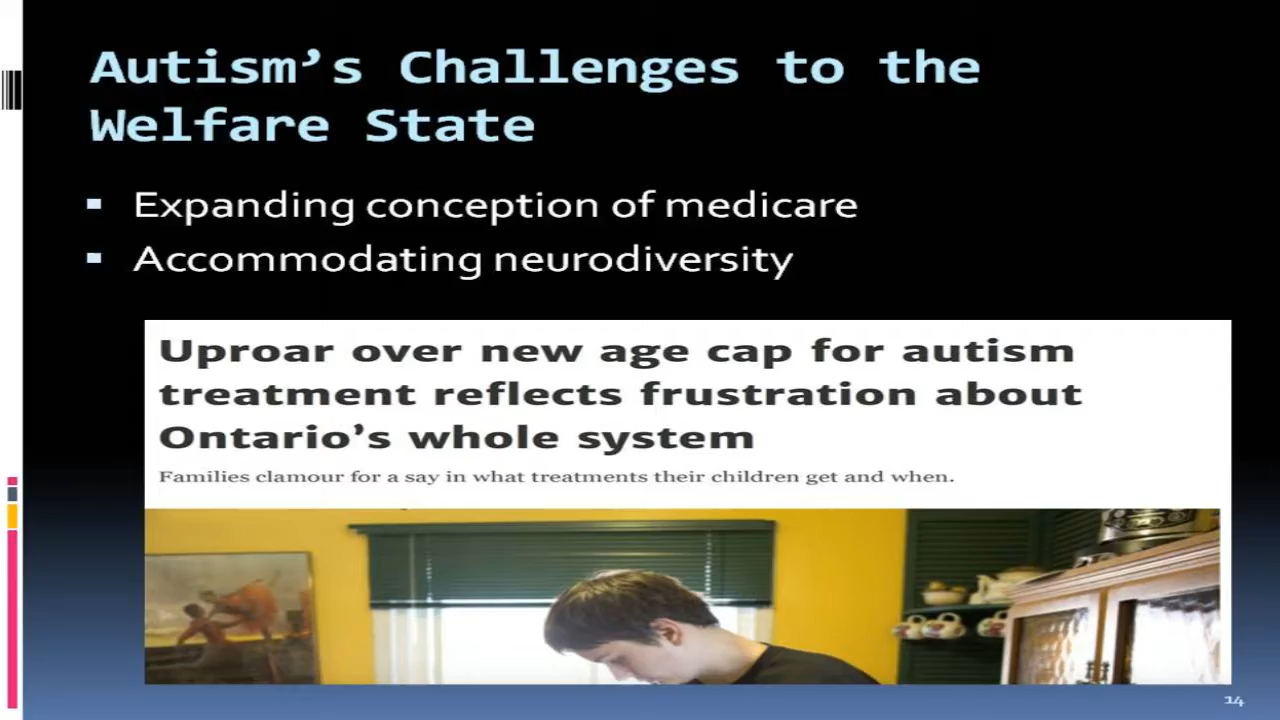 Autism’s Challenges to the
Welfare State
Expanding conception of medicare
Accommodating neurodiversity
Uproar over new age cap for autism
treatment reflects frustration about
Ontario’s whole system
Families clamour for a say in what treatments their children get and when.
14